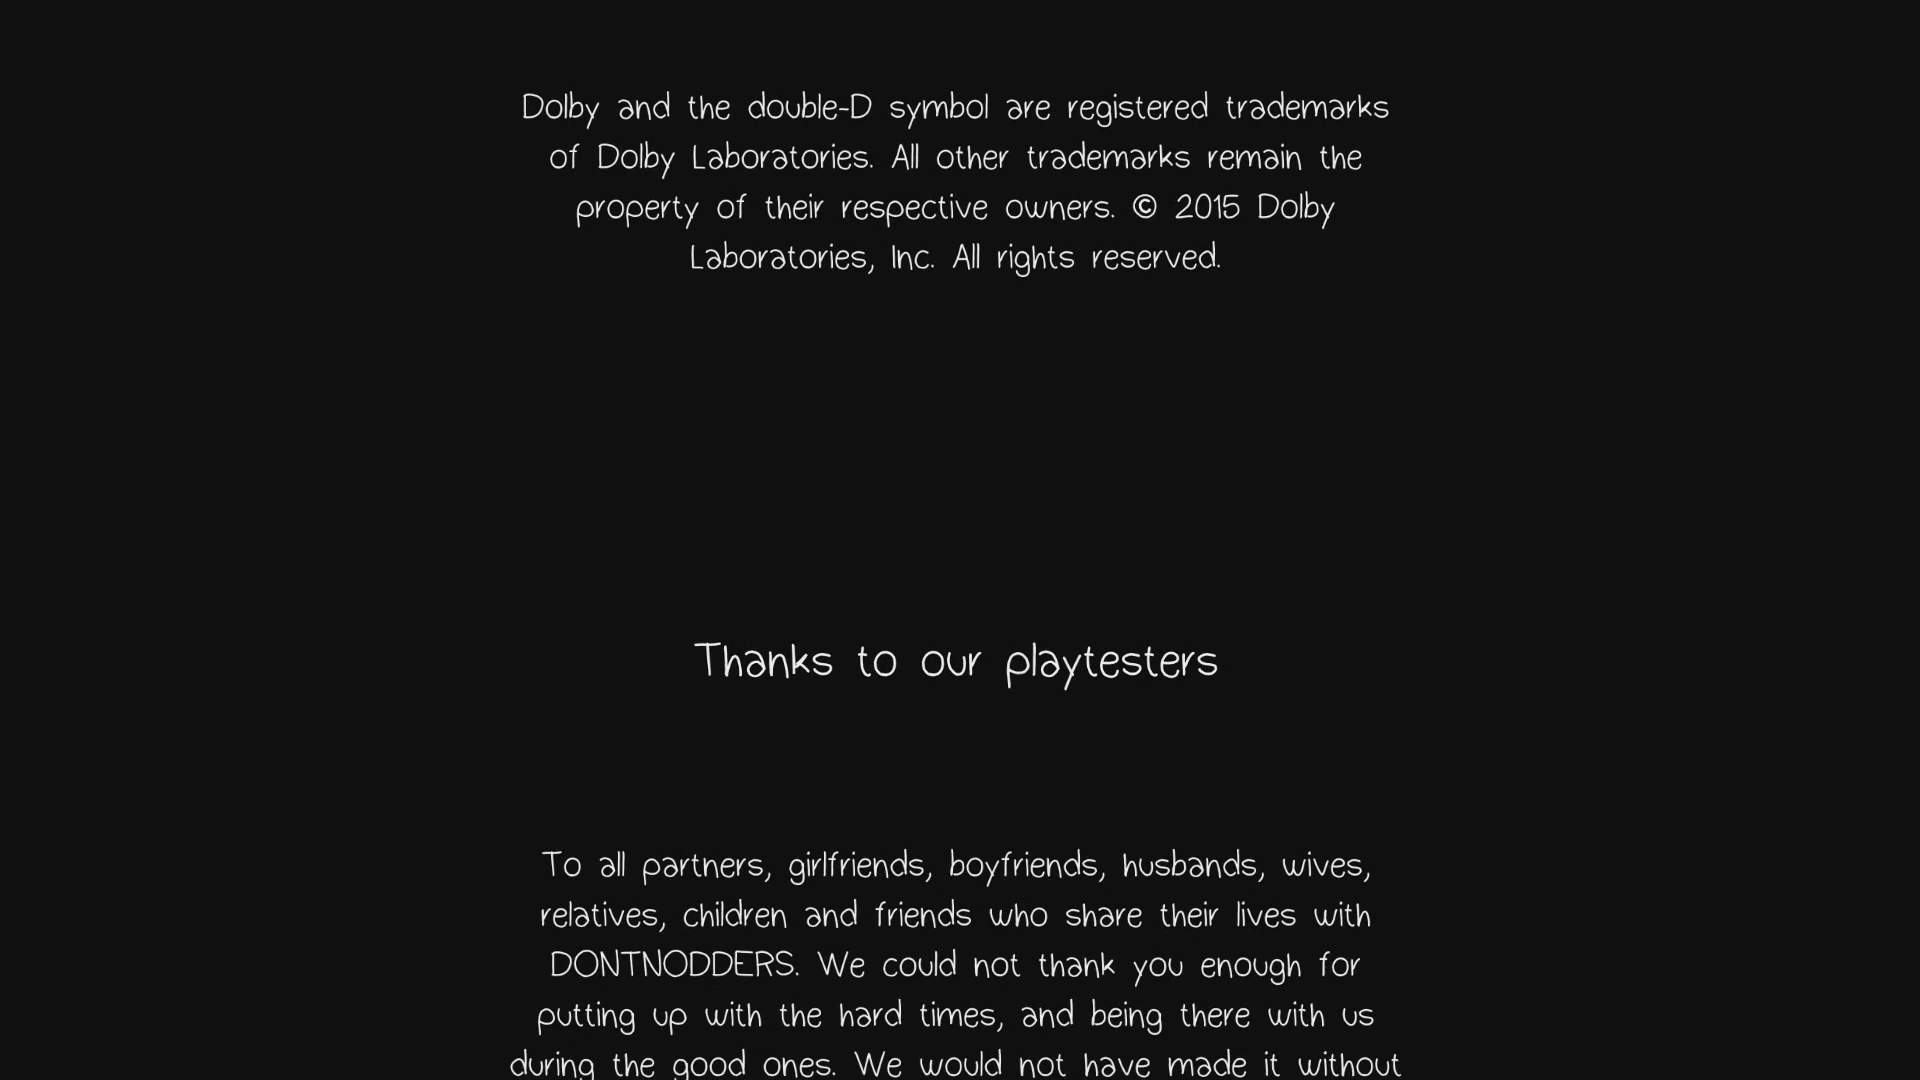 Dolby and the double-D symbol are registered trademarks
of Dolby Laboratories. All other trademarks remain the
property of their respective owners. © 2015 Dolby
Laboratories, Inc. All rights reserved.
Thanks to our playtesters
To all partners, girlfriends, boyfriends, husbands, wives,
relatives, children and friends who share their lives with
DONTNODDERS. We could not thank you enough for
putting up with the hard times, and being there with us
during the good ones. We would not have made it without